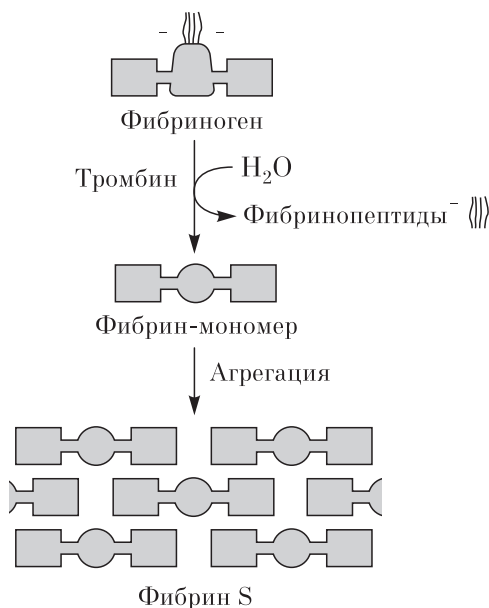 Фибриноген
Тромбин
H₂O
Фибринопептиды⁻
Фибрин-мономер
Агрегация
Фибрин S